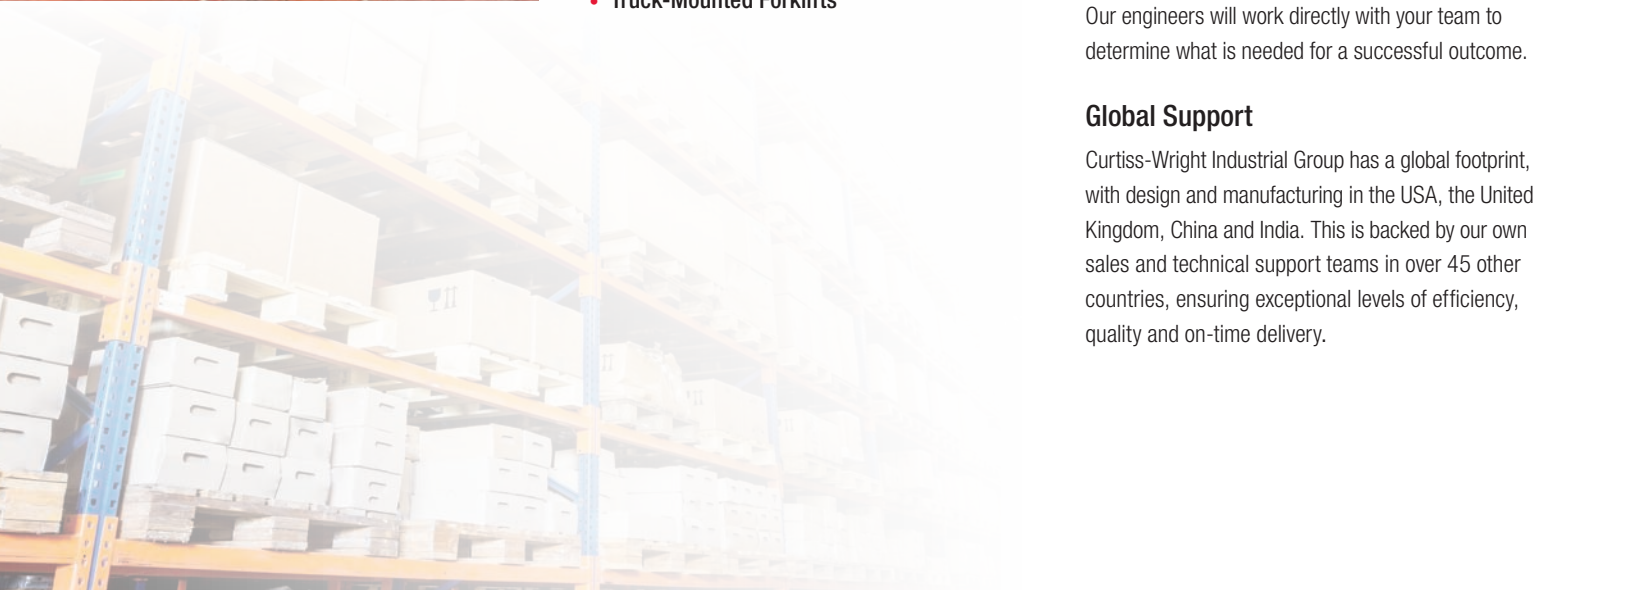 Truck-Mounted Forklifts
Our engineers will work directly with your team to
determine what is needed for a successful outcome.
Global Support
Curtiss-Wright Industrial Group has a global footprint,
with design and manufacturing in the USA, the United
Kingdom, China and India. This is backed by our own
sales and technical support teams in over 45 other
countries, ensuring exceptional levels of efficiency,
quality and on-time delivery.